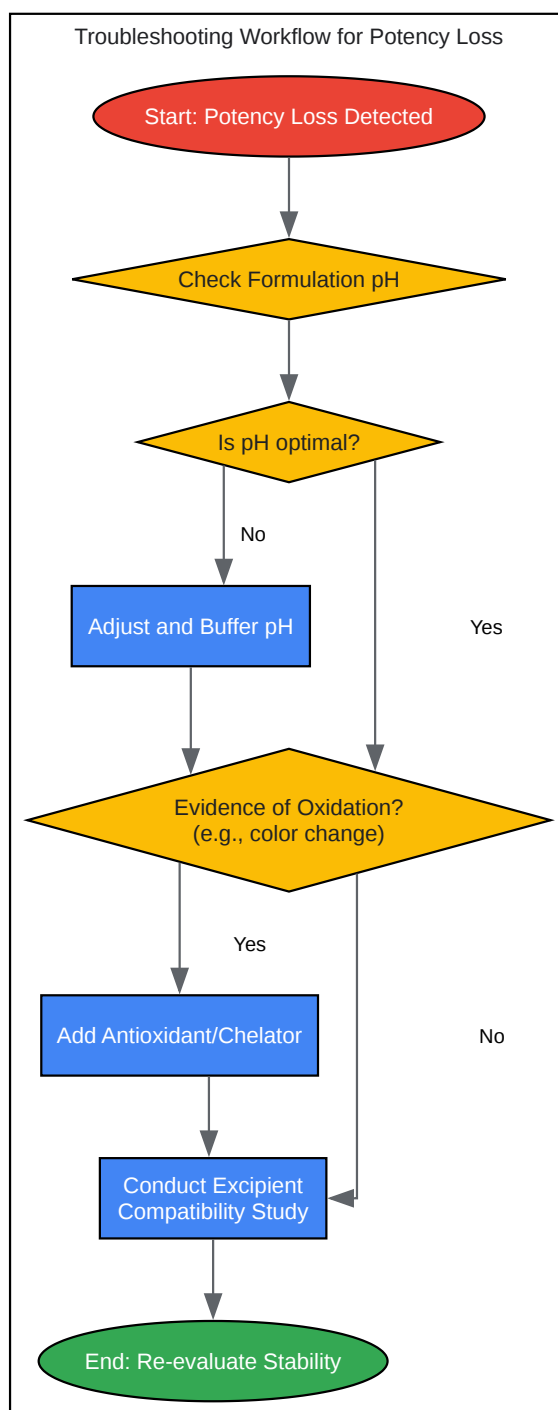 Troubleshooting Workflow for Potency Loss
Start: Potency Loss Detected
Check Formulation pH
Is pH optimal?
No
Adjust and Buffer pH
Yes
Evidence of Oxidation?
(e.g., color change)
Yes
Add Antioxidant/Chelator
No
Conduct Excipient
Compatibility Study
End: Re-evaluate Stability